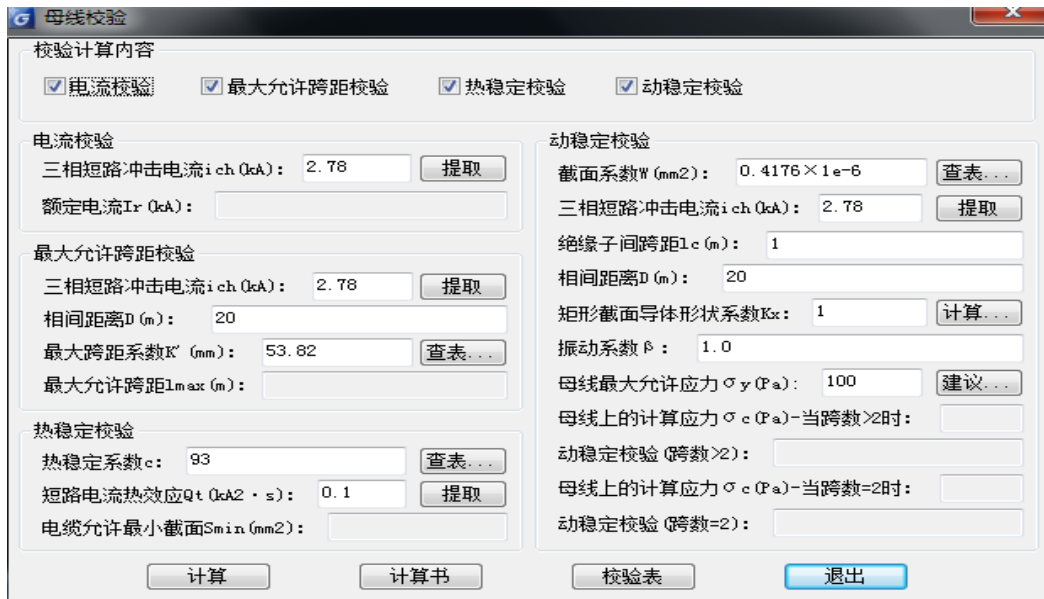 G 母线校验
校验计算内容
电流校验 最大允许跨距校验 热稳定校验 动稳定校验
电流校验
三相短路冲击电流ich(kA): 2.78 提取
额定电流Ir(kA):
最大允许跨距校验
三相短路冲击电流ich(kA): 2.78 提取
相间距离D(m): 20
最大跨距系数K'(mm): 53.82 查表...
最大允许跨距lmax(m):
热稳定校验
热稳定系数c: 93 查表...
短路电流热效应Qt(kA2·s): 0.1 提取
电缆允许最小截面Smin(mm2):
动稳定校验
截面系数W(mm2): 0.4176×1e-6 查表...
三相短路冲击电流ich(kA): 2.78 提取
绝缘子间跨距lc(m): 1
相间距离D(m): 20
矩形截面导体形状系数Kx: 1 计算...
振动系数β: 1.0
母线最大允许应力σy(Pa): 100 建议...
母线上的计算应力σc(Pa)-当跨数>2时:
动稳定校验(跨数>2):
母线上的计算应力σc(Pa)-当跨数=2时:
动稳定校验(跨数=2):
计算 计算书 校验表 退出